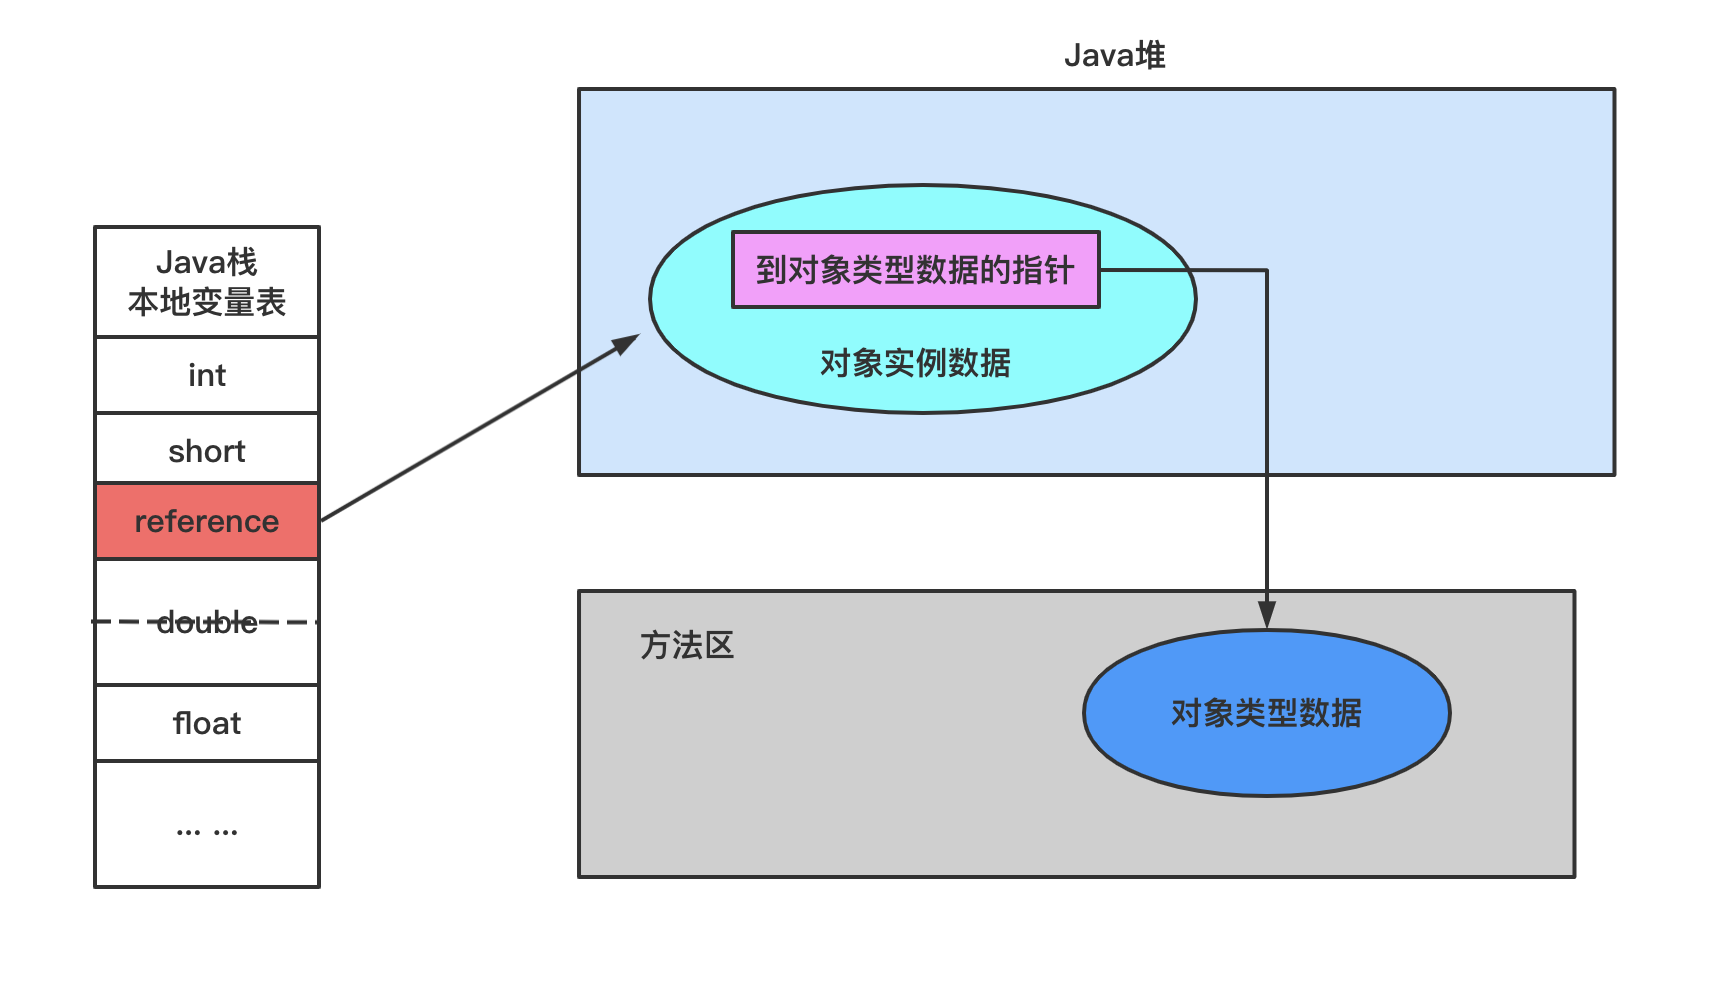 Java堆
到对象类型数据的指针
对象实例数据
Java栈
本地变量表
int
short
reference
double
float
... ...
方法区
对象类型数据